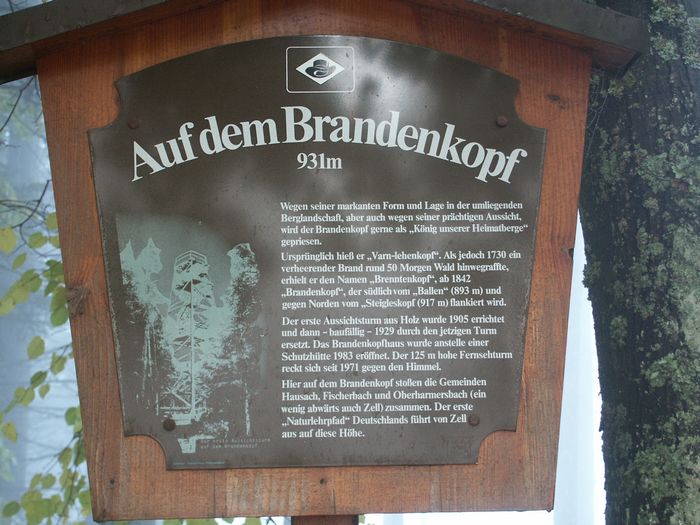 Auf dem Brandenkopf
931m
Wegen seiner markanten Form und Lage in der umliegenden
Berglandschaft, aber auch wegen seiner prächtigen Aussicht,
wird der Brandenkopf gerne als „König unserer Heimatberge“
gepriesen.
Ursprünglich hieß er „Varn-lehenkopf“. Als jedoch 1730 ein
verheerender Brand rund 50 Morgen Wald hinwegraffte,
erhielt er den Namen „Brenntenkopf“, ab 1842
„Brandenkopf“, der südlich vom „Ballen“ (893 m) und
gegen Norden vom „Steigleskopf (917 m) flankiert wird.
Der erste Aussichtsturm aus Holz wurde 1905 errichtet
und dann – baufällig – 1929 durch den jetzigen Turm
ersetzt. Das Brandenkopfhaus wurde anstelle einer
Schutzhütte 1983 eröffnet. Der 125 m hohe Fernsehturm
reckt sich seit 1971 gegen den Himmel.
Hier auf dem Brandenkopf stoßen die Gemeinden
Hausach, Fischerbach und Oberharmersbach (ein
wenig abwärts auch Zell) zusammen. Der erste
„Naturlehrpfad“ Deutschlands führt von Zell
aus auf diese Höhe.
der erste Aussichtsturm
auf dem Brandenkopf